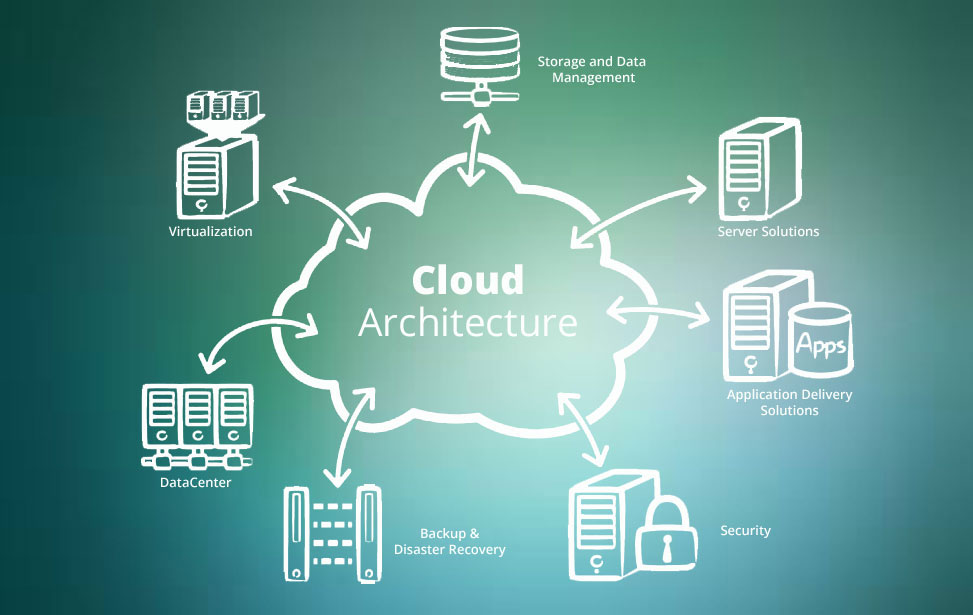 Storage and Data
Management
Virtualization
Server Solutions
Cloud
Architecture
Apps
Application Delivery
Solutions
DataCenter
Backup &
Disaster Recovery
Security